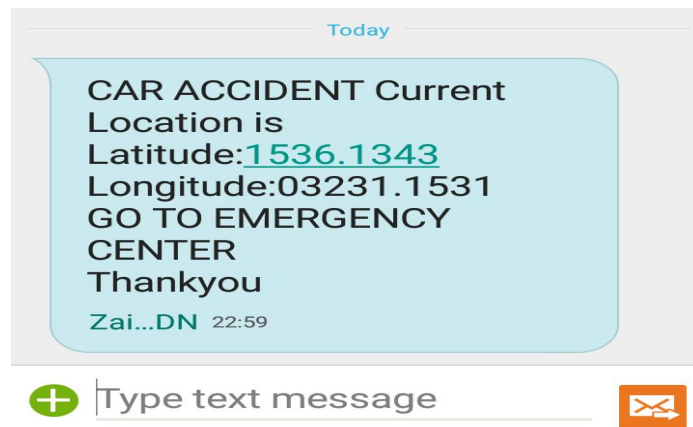 Today
CAR ACCIDENT Current
Location is
Latitude:1536.1343
Longitude:03231.1531
GO TO EMERGENCY
CENTER
Thankyou
Zai...DN 22:59
Type text message